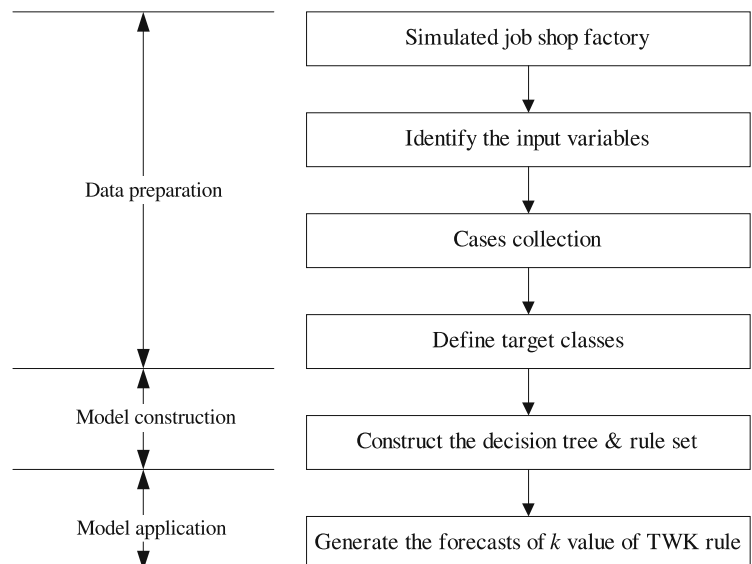 Simulated job shop factory
Identify the input variables
Data preparation
Cases collection
Define target classes
Model construction
Construct the decision tree & rule set
Model application
Generate the forecasts of k value of TWK rule